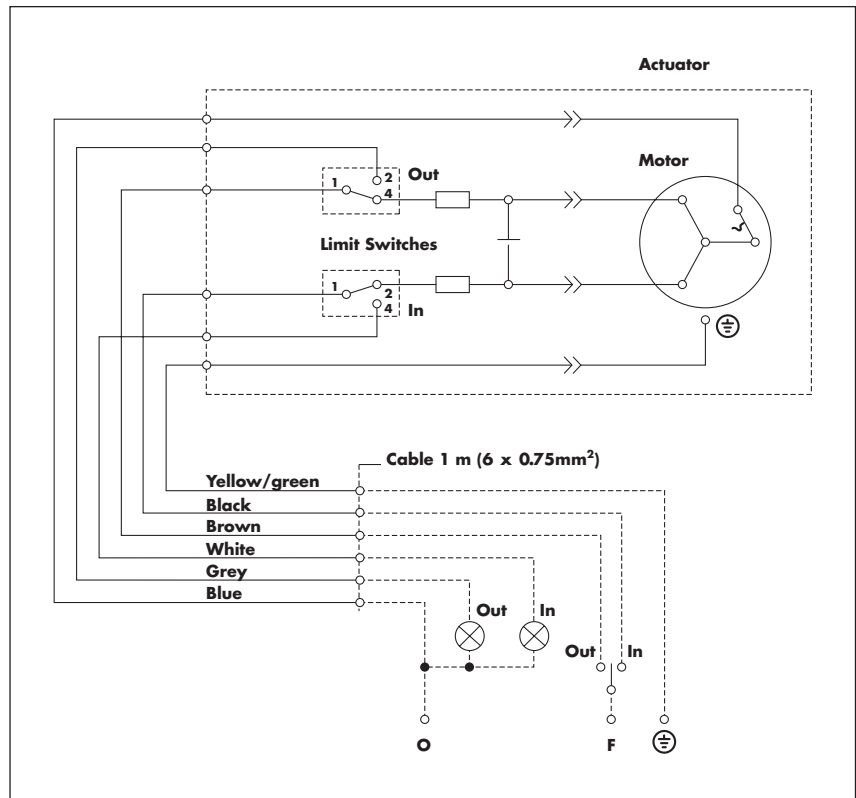 Actuator
Motor
2 Out
1
4
Limit Switches
1
2
4 In
Cable 1 m (6 x 0.75mm²)
Yellow/green
Black
Brown
White
Grey
Blue
Out In
Out In
O F